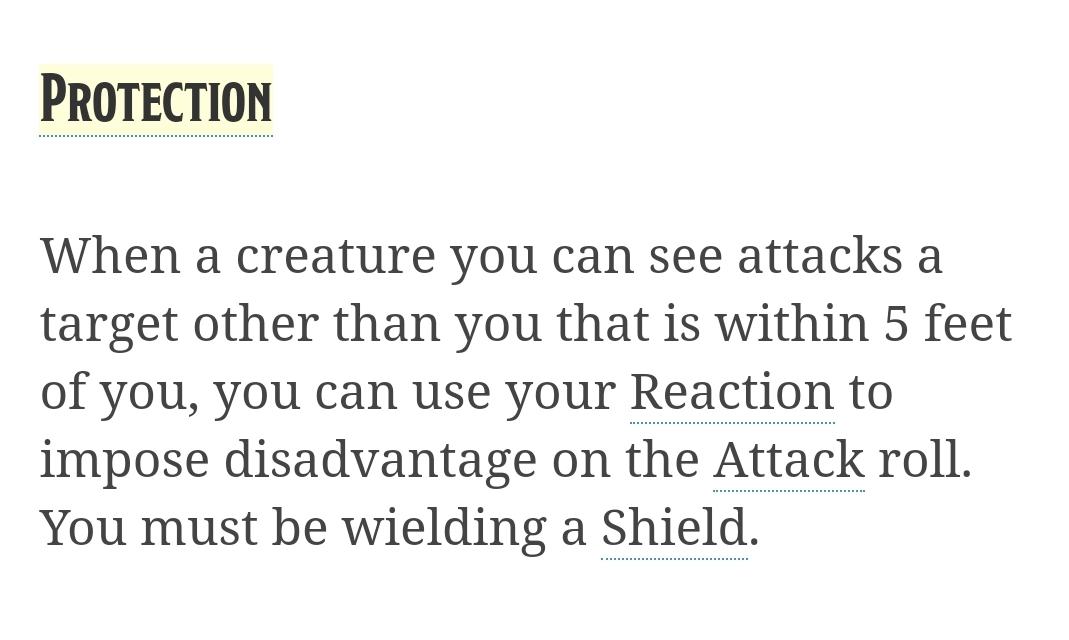 Protection
When a creature you can see attacks a
target other than you that is within 5 feet
of you, you can use your Reaction to
impose disadvantage on the Attack roll.
You must be wielding a Shield.